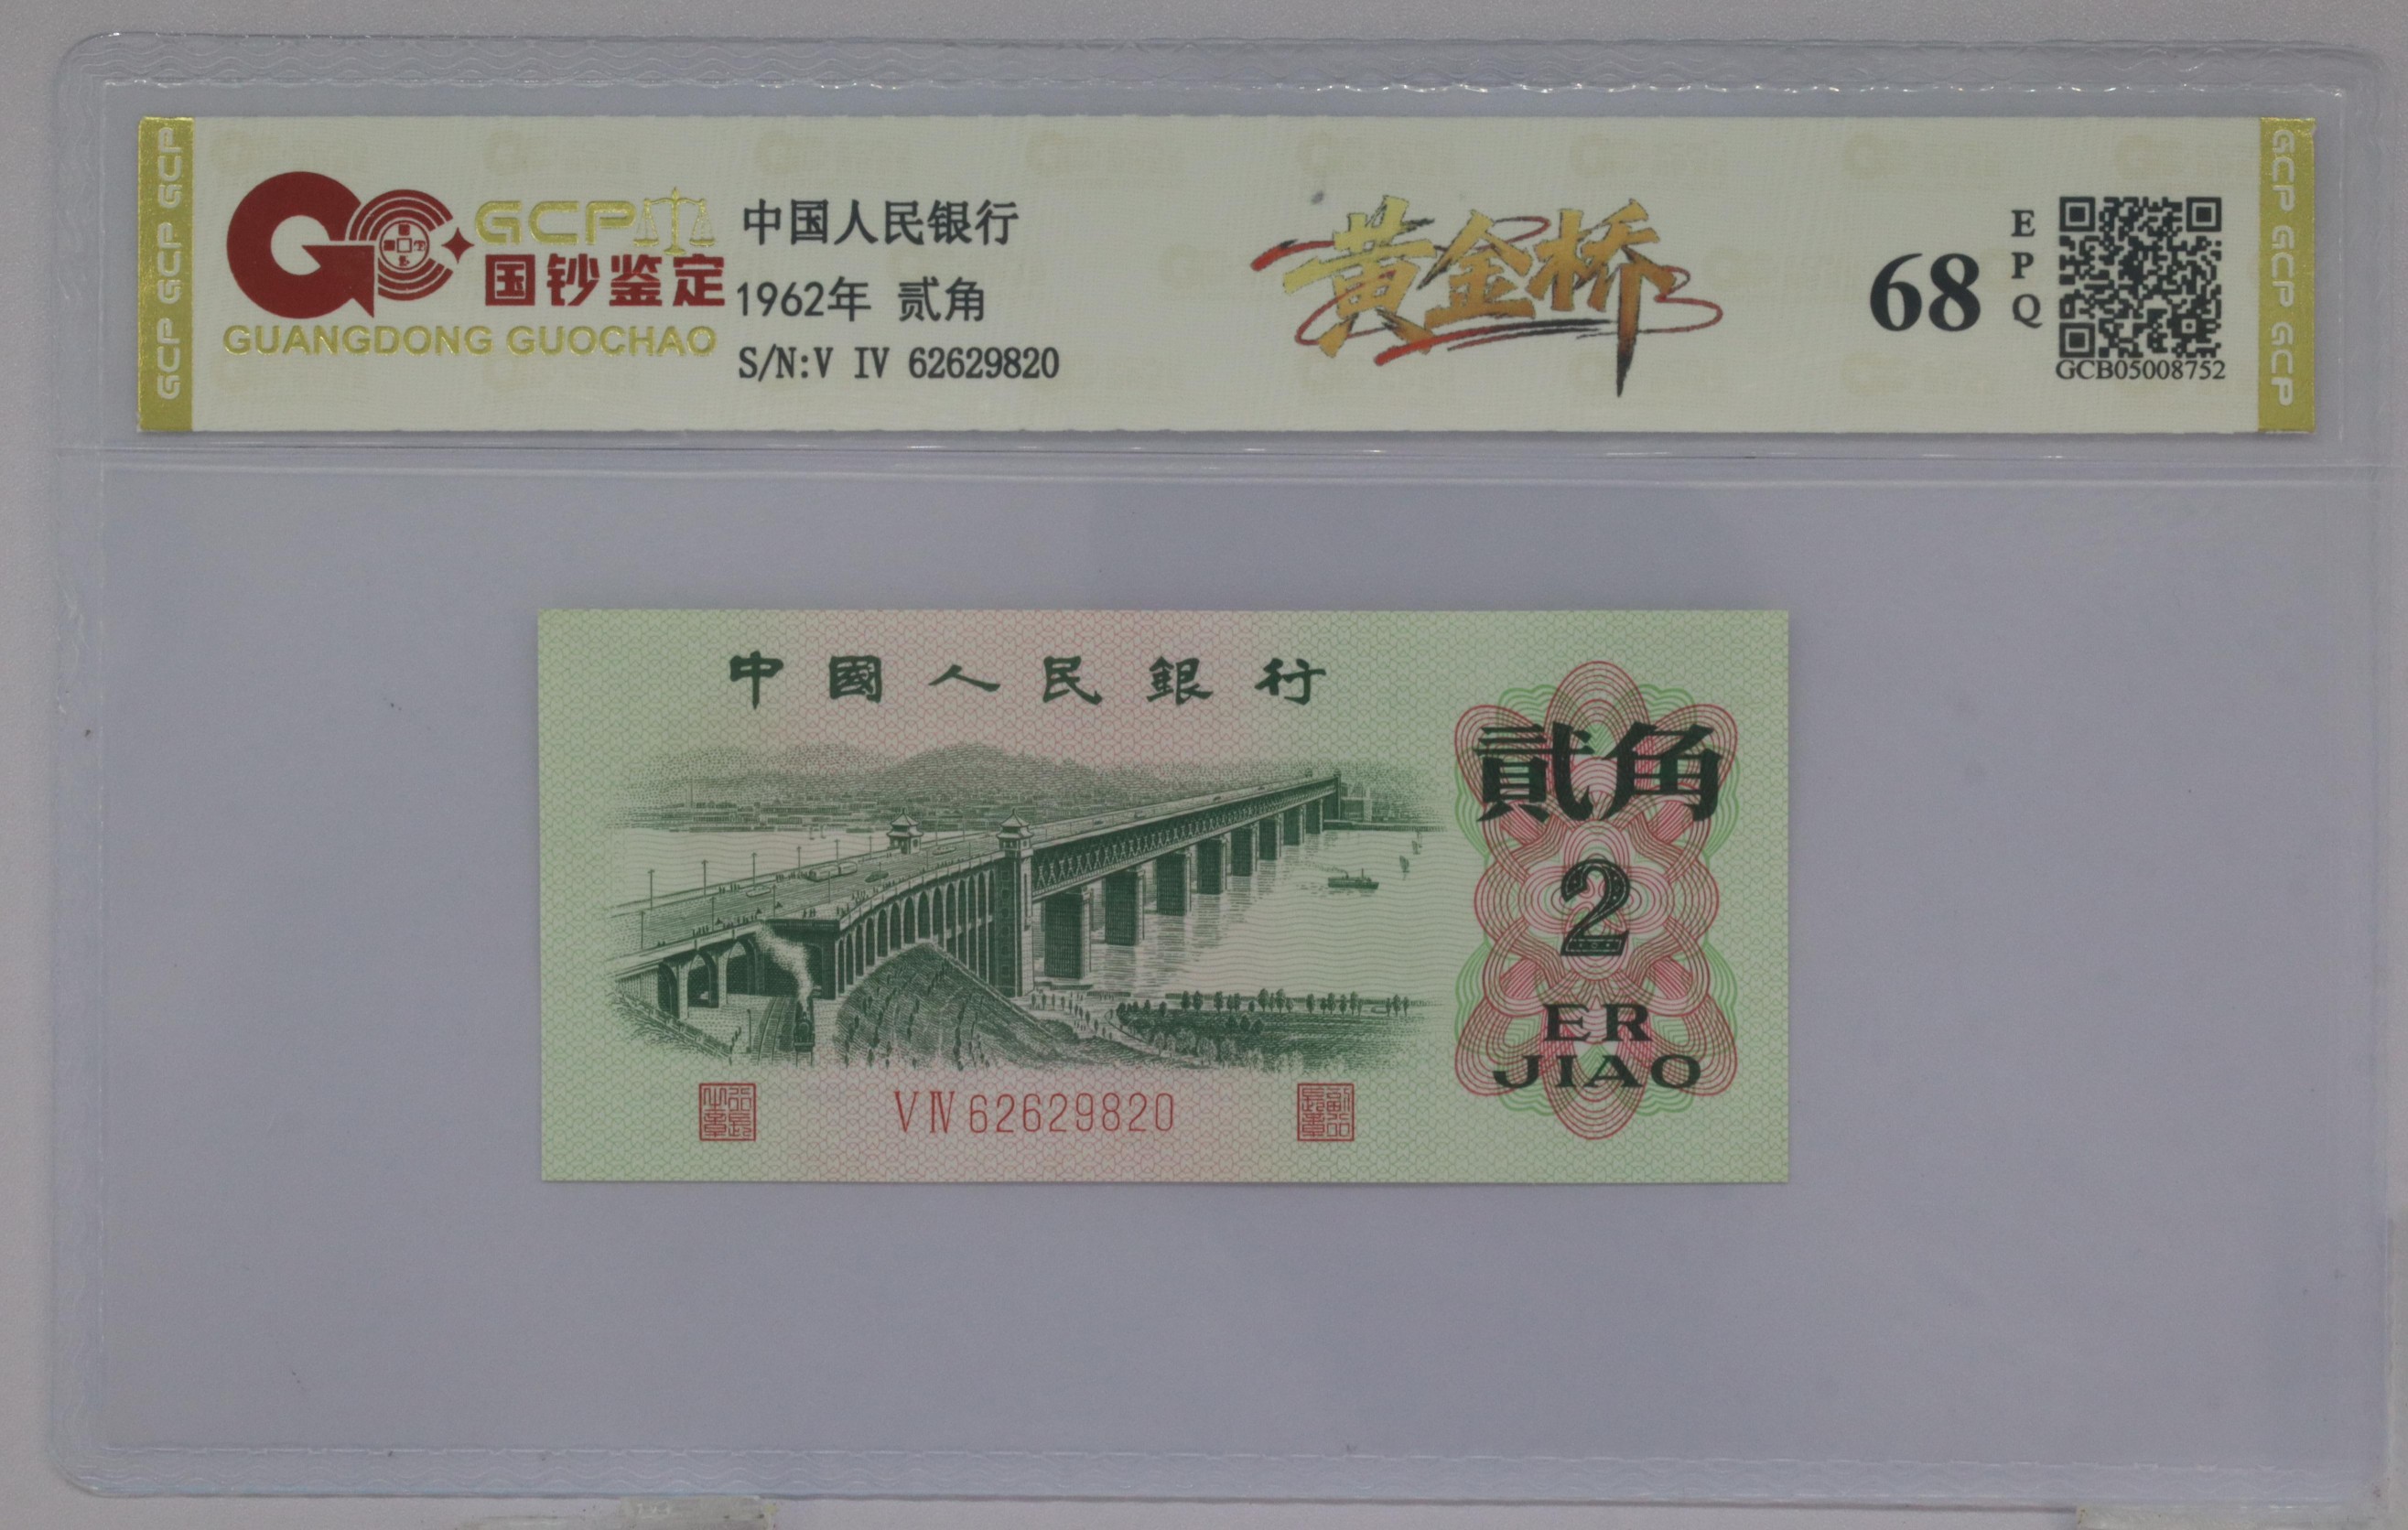 GCP GCP GCP
GCP
国钞鉴定
GUANGDONG GUOCHAO
中国人民银行
1962年 贰角
S/N:V IV 62629820
黄金桥
68
E
P
Q
GCB05008752
GCP GCP GCP
中國人民銀行
貳角
2
ER
JIAO
V IV 62629820